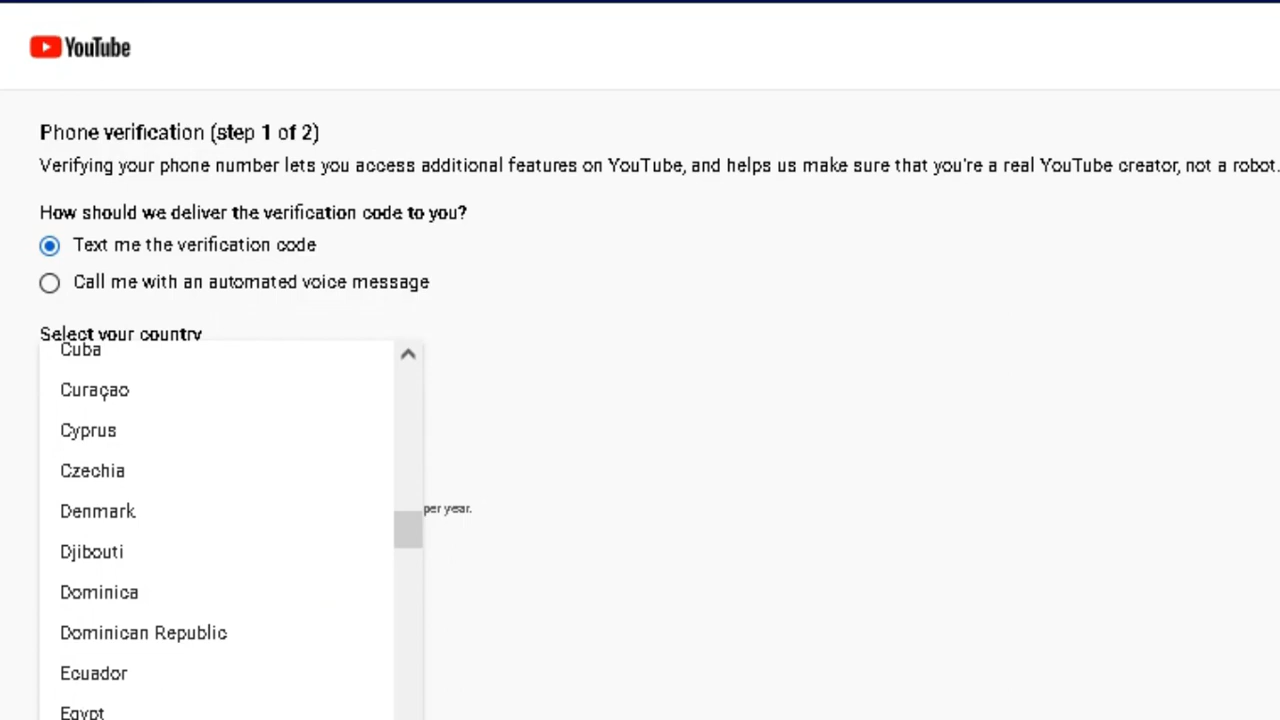 YouTube
Phone verification (step 1 of 2)
Verifying your phone number lets you access additional features on YouTube, and helps us make sure that you're a real YouTube creator, not a robot.
How should we deliver the verification code to you?
Text me the verification code
Call me with an automated voice message
Select your country
Cuba
Curaçao
Cyprus
Czechia
Denmark
per year.
Djibouti
Dominica
Dominican Republic
Ecuador
Egypt